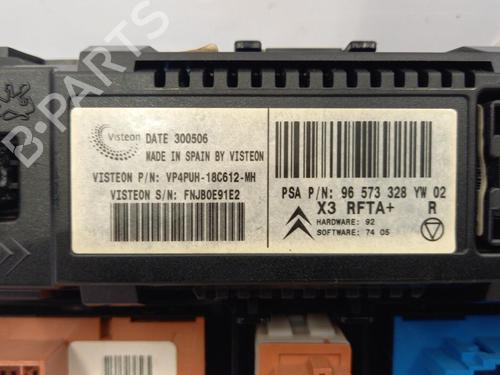 B-PARTS
Visteon DATE 300506
MADE IN SPAIN BY VISTEON
VISTEON P/N: VP4PUH-18C612-MH
VISTEON S/N: FNJB0E91E2
PSA P/N: 96 573 328 YW 02
X3 RFTA+ R
HARDWARE: 92
SOFTWARE: 74 05